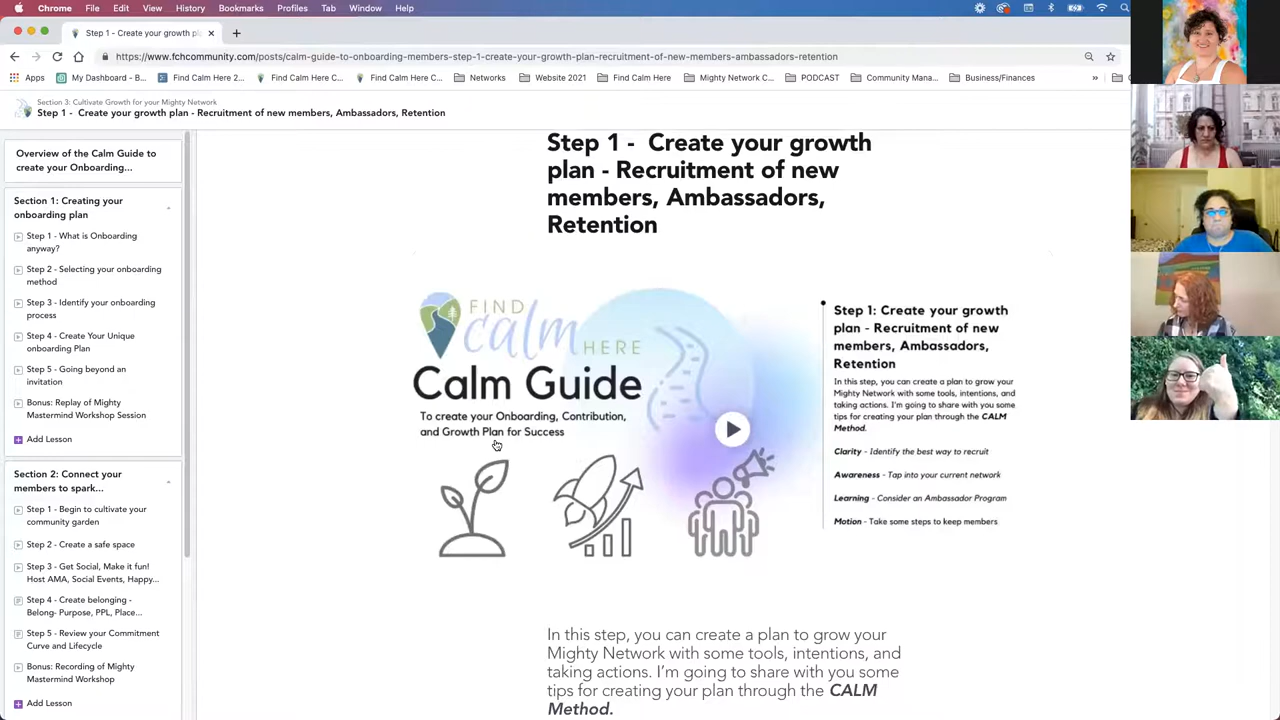 Chrome File Edit View History Bookmarks Profiles Tab Window Help
Step 1 - Create your growth pl
https://www.fchcommunity.com/posts/calm-guide-to-onboarding-members-step-1-create-your-growth-plan-recruitment-of-new-members-ambassadors-retention
Apps My Dashboard - B... Find Calm Here 2... Find Calm Here C... Find Calm Here C... Networks Website 2021 Find Calm Here Mighty Network C... PODCAST Community Mana... Business/Finances »
Section 3: Cultivate Growth for your Mighty Network
Step 1 - Create your growth plan - Recruitment of new members, Ambassadors, Retention
Overview of the Calm Guide to
create your Onboarding...
Section 1: Creating your
onboarding plan
Step 1 - What is Onboarding
anyway?
Step 2 - Selecting your onboarding
method
Step 3 - Identify your onboarding
process
Step 4 - Create Your Unique
onboarding Plan
Step 5 - Going beyond an
invitation
Bonus: Replay of Mighty
Mastermind Workshop Session
Add Lesson
Section 2: Connect your
members to spark...
Step 1 - Begin to cultivate your
community garden
Step 2 - Create a safe space
Step 3 - Get Social, Make it fun!
Host AMA, Social Events, Happy...
Step 4 - Create belonging -
Belong- Purpose, PPL, Place...
Step 5 - Review your Commitment
Curve and Lifecycle
Bonus: Recording of Mighty
Mastermind Workshop
Add Lesson
Step 1 - Create your growth
plan - Recruitment of new
members, Ambassadors,
Retention
FIND
calm
HERE
Calm Guide
To create your Onboarding, Contribution,
and Growth Plan for Success
Step 1: Create your growth
plan - Recruitment of new
members, Ambassadors,
Retention
In this step, you can create a plan to grow your
Mighty Network with some tools, intentions, and
taking actions. I'm going to share with you some
tips for creating your plan through the CALM
Method.
Clarity - Identify the best way to recruit
Awareness - Tap into your current network
Learning - Consider an Ambassador Program
Motion - Take some steps to keep members
In this step, you can create a plan to grow your
Mighty Network with some tools, intentions, and
taking actions. I'm going to share with you some
tips for creating your plan through the CALM
Method.